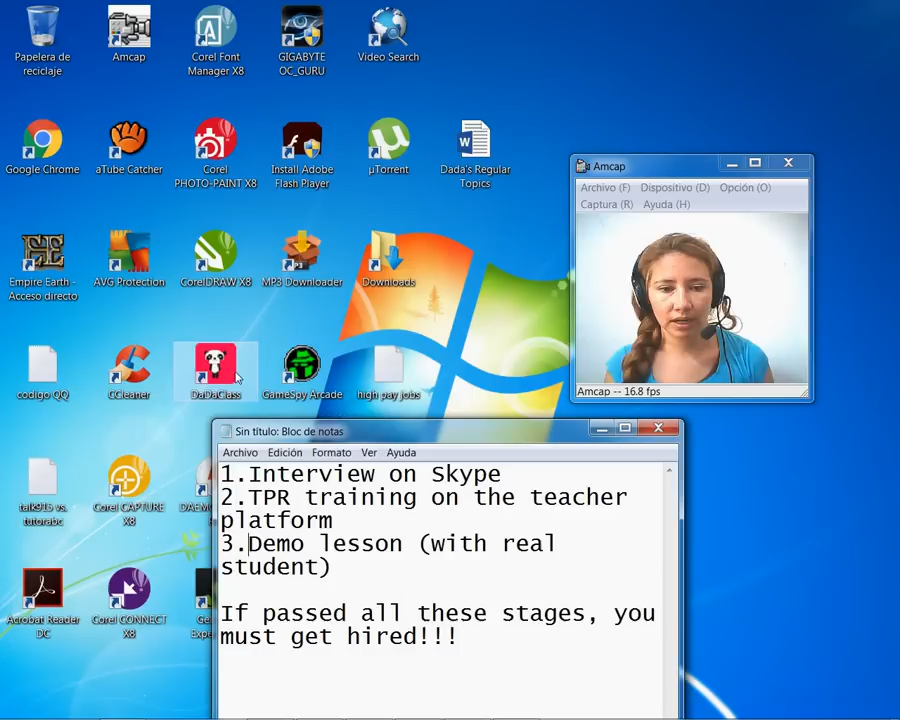 Papelera de
reciclaje
Amcap
Corel Font
Manager X8
GIGABYTE
OC_GURU
Video Search
Google Chrome
aTube Catcher
Corel
PHOTO-PAINT X8
Install Adobe
Flash Player
µTorrent
W
Dada's Regular
Topics
Empire Earth -
Acceso directo
AVG Protection
CorelDRAW X8
MP3 Downloader
Downloads
codigo QQ
CCleaner
DaDaClass
GameSpy Arcade
high pay jobs
talk915 vs.
tutorabc
Corel CAPTURE
X8
Acrobat Reader
DC
Corel CONNECT
X8
Amcap
Archivo (F) Dispositivo (D) Opción (O)
Captura (R) Ayuda (H)
Amcap -- 16.8 fps
Sin título: Bloc de notas
Archivo Edición Formato Ver Ayuda
1.Interview on Skype
2.TPR training on the teacher
platform
3.Demo lesson (with real
student)
If passed all these stages, you
must get hired!!!